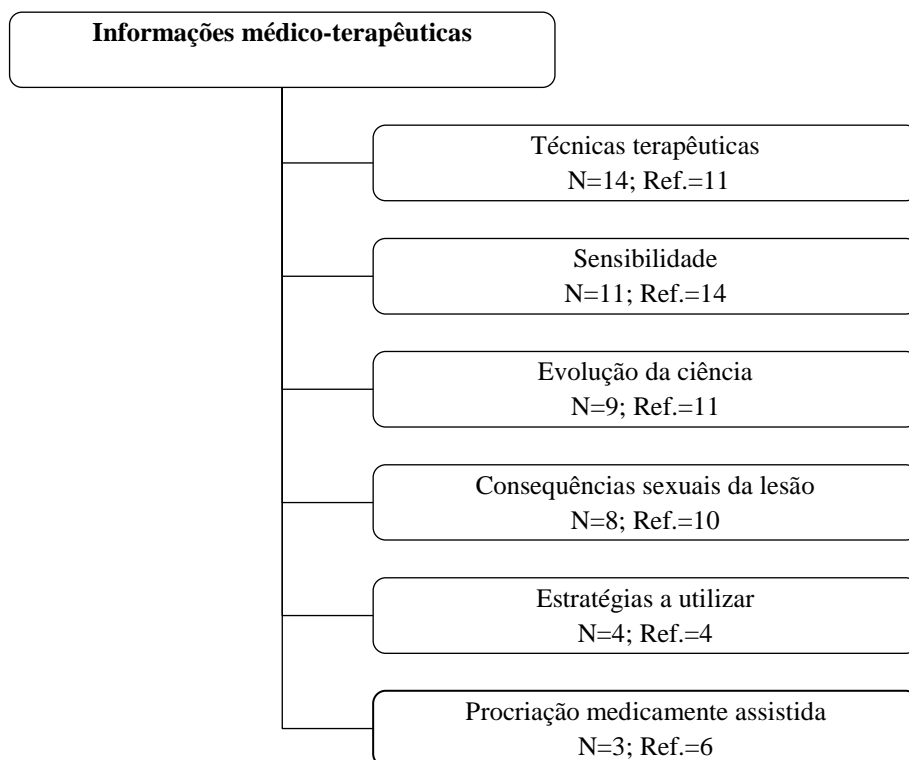 Informações médico-terapêuticas
Técnicas terapêuticas
N=14; Ref.=11
Sensibilidade
N=11; Ref.=14
Evolução da ciência
N=9; Ref.=11
Consequências sexuais da lesão
N=8; Ref.=10
Estratégias a utilizar
N=4; Ref.=4
Procriação medicamente assistida
N=3; Ref.=6